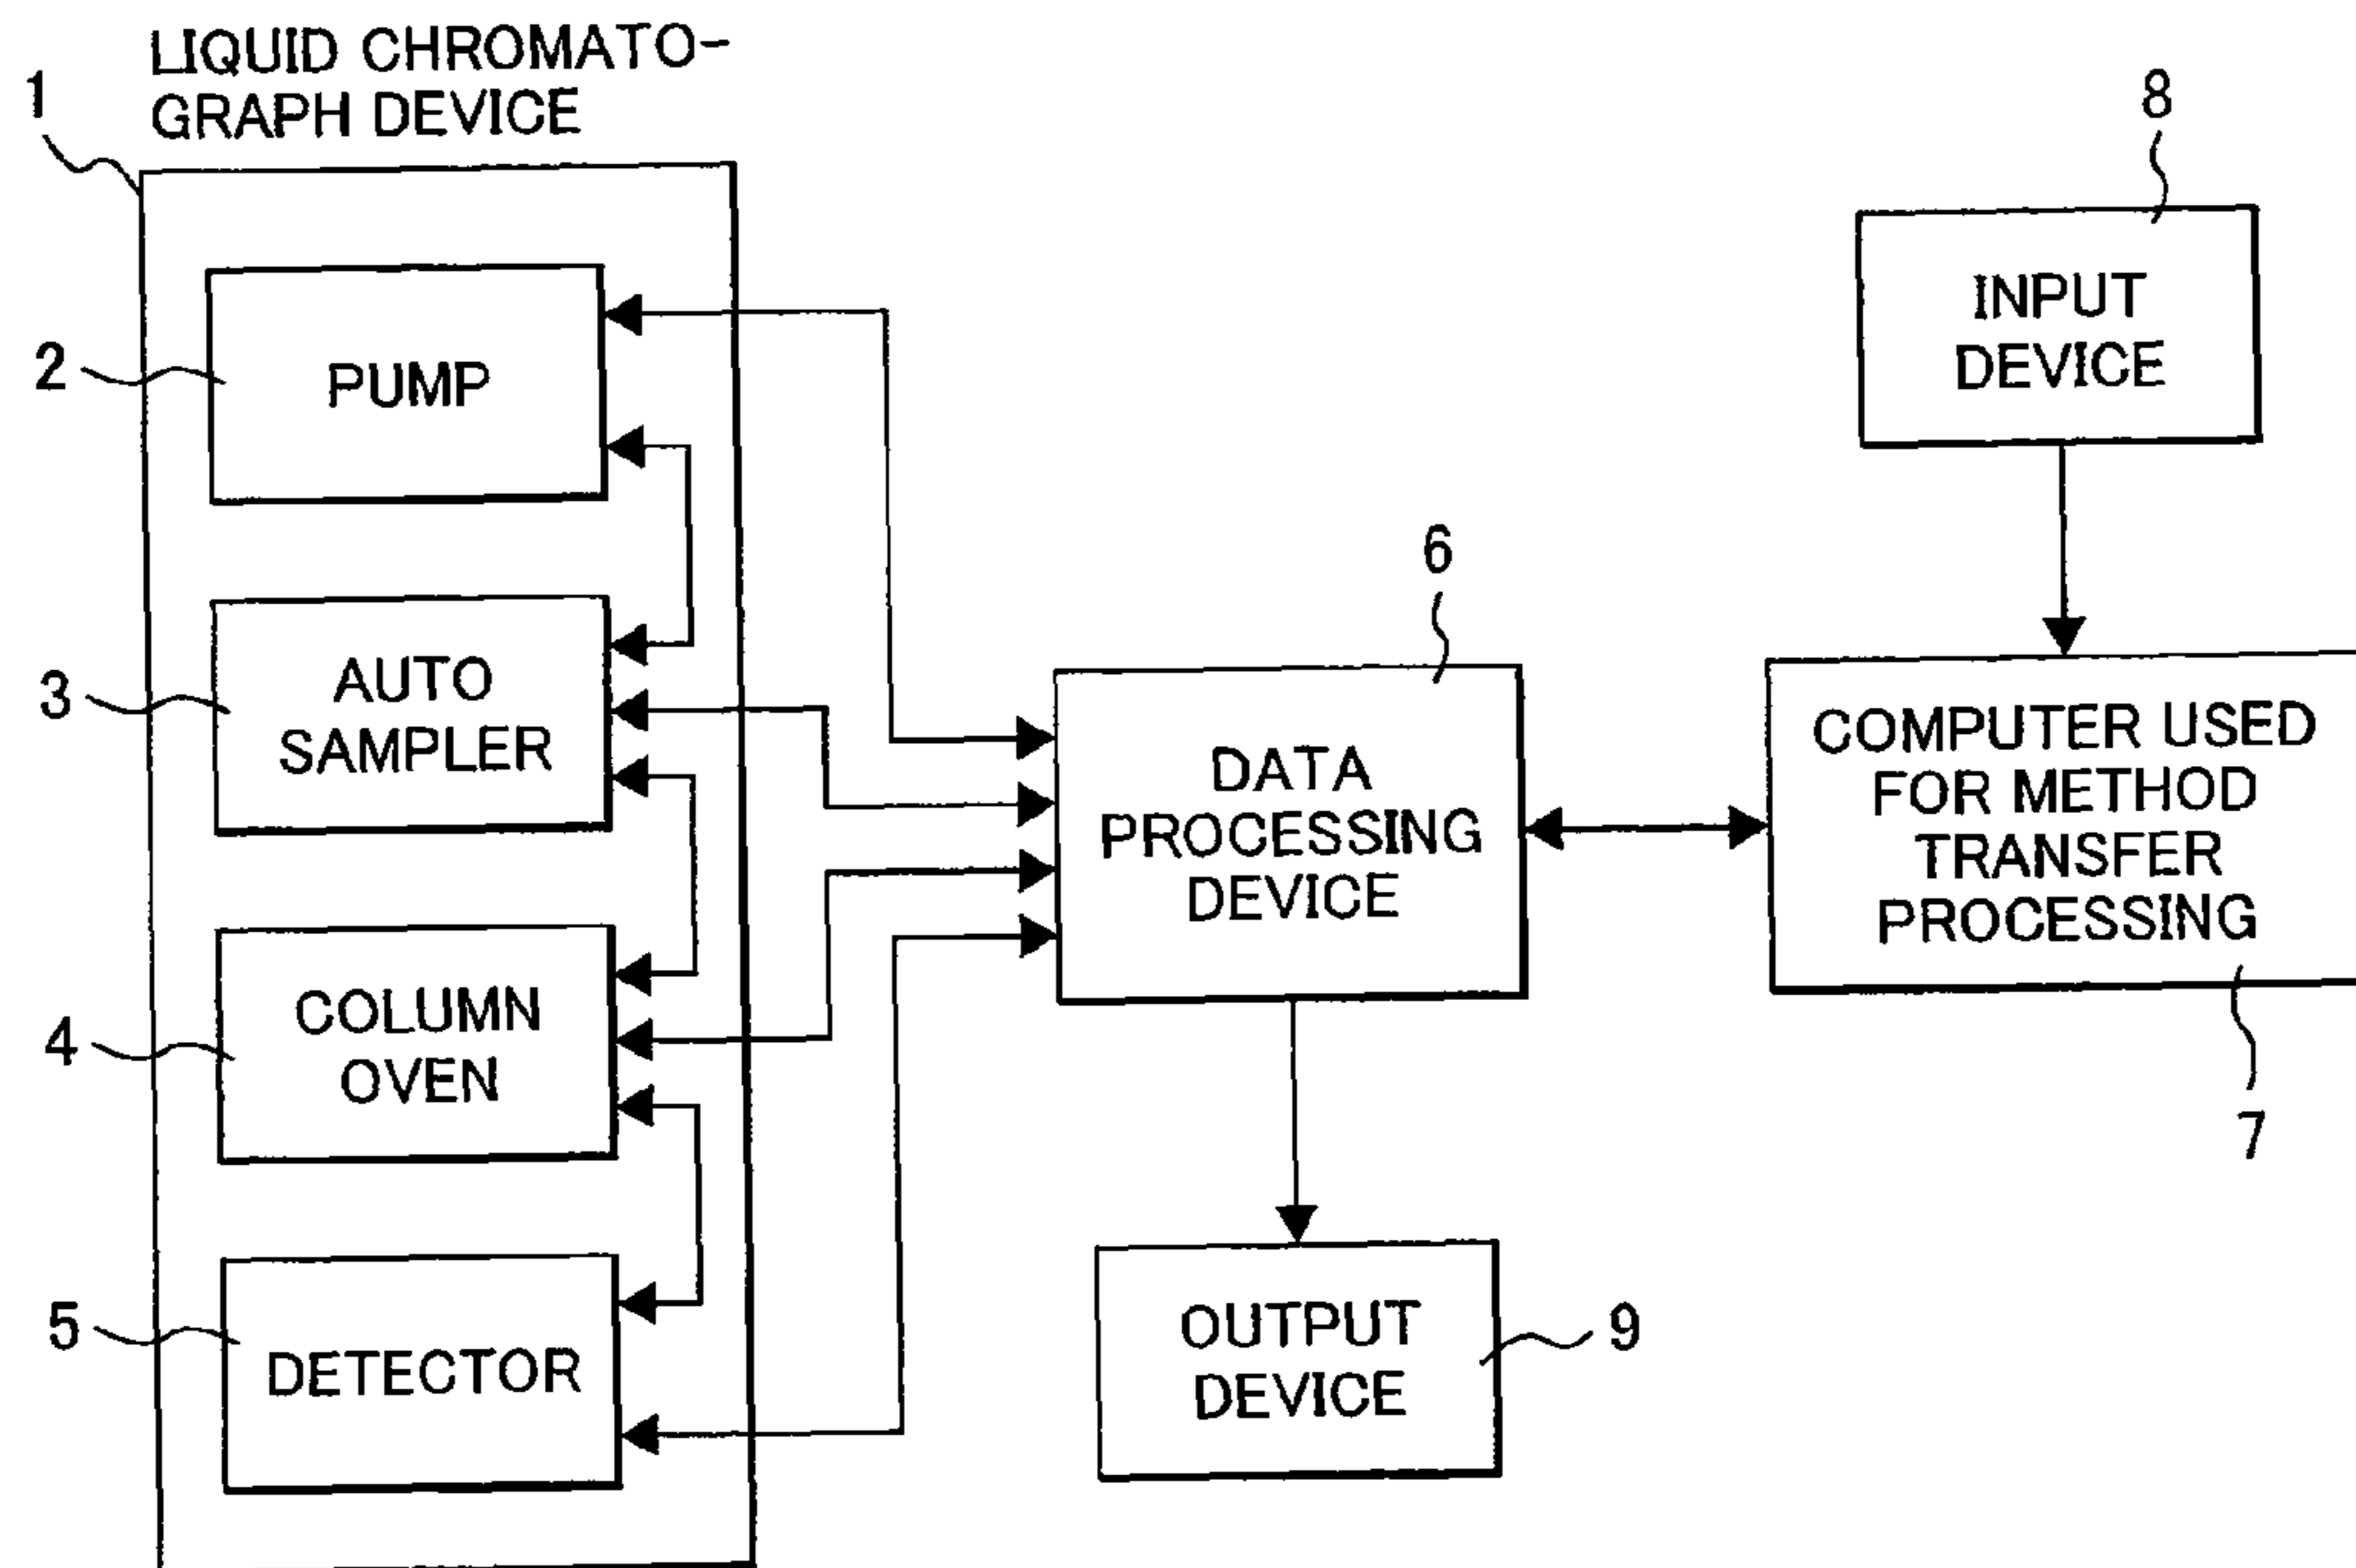 LIQUID CHROMATO-
GRAPH DEVICE
1
2
PUMP
3
AUTO
SAMPLER
4
COLUMN
OVEN
5
DETECTOR
6
DATA
PROCESSING
DEVICE
8
INPUT
DEVICE
COMPUTER USED
FOR METHOD
TRANSFER
PROCESSING
7
OUTPUT
DEVICE
9